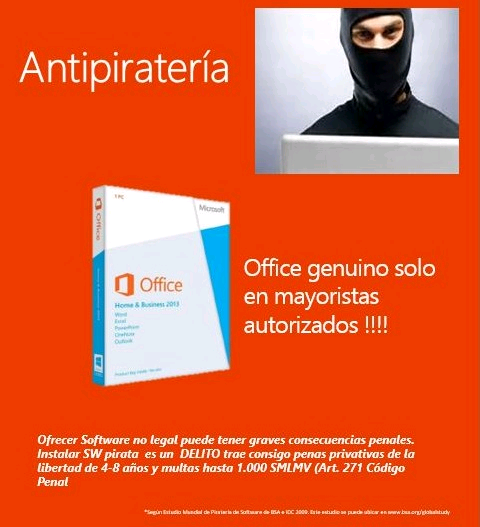 Antipiratería
1 PC
Microsoft
Office
Office
Home & Business 2013
Word
Excel
PowerPoint
OneNote
Outlook
Office genuino solo
en mayoristas
autorizados !!!!
Ofrecer Software no legal puede tener graves consecuencias penales.
Instalar SW pirata es un DELITO trae consigo penas privativas de la
libertad de 4-8 años y multas hasta 1.000 SMLMV (Art. 271 Código
Penal
*Según Estudio Mundial de Piratería de Software de BSA e IDC 2009. Este estudio se puede ubicar en www.bsa.org/globalstudy